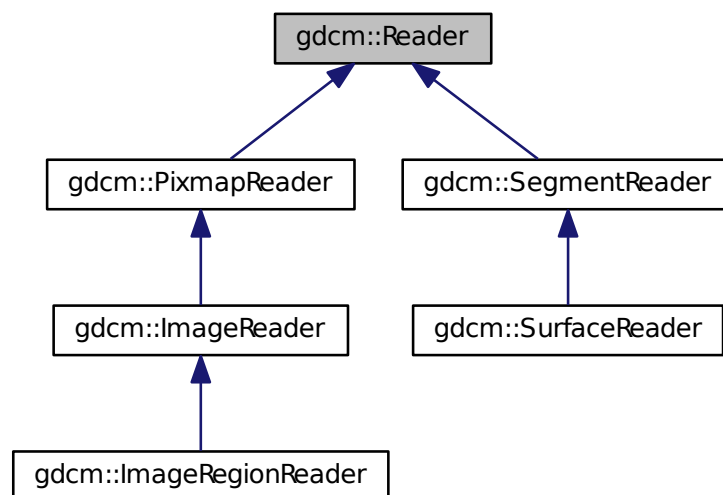 gdcm::Reader
gdcm::PixmapReader
gdcm::SegmentReader
gdcm::ImageReader
gdcm::SurfaceReader
gdcm::ImageRegionReader